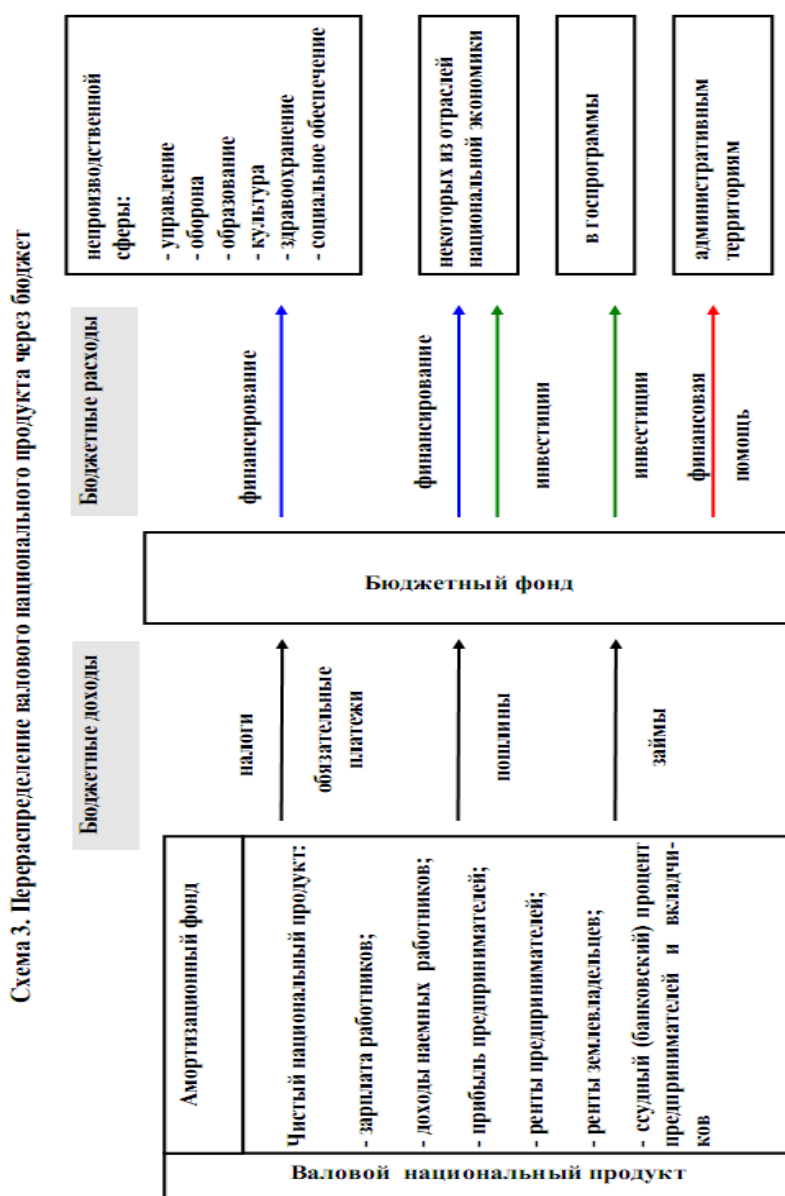 Схема 3. Перераспределение валового национального продукта через бюджет
Бюджетные доходы
Бюджетные расходы
Валовой национальный продукт
Амортизационный фонд
Чистый национальный продукт:
- зарплата работников;
- доходы наемных работников;
- прибыль предпринимателей;
- ренты предпринимателей;
- ренты землевладельцев;
- ссудный (банковский) процент
предпринимателей и вкладчи-
ков
налоги
обязательные
платежи
пошлины
займы
Бюджетный фонд
финансирование
финансирование
инвестиции
инвестиции
финансовая
помощь
непроизводственной
сферы:
- управление
- оборона
- образование
- культура
- здравоохранение
- социальное обеспечение
некоторых из отраслей
национальной экономики
в госпрограммы
административным
территориям